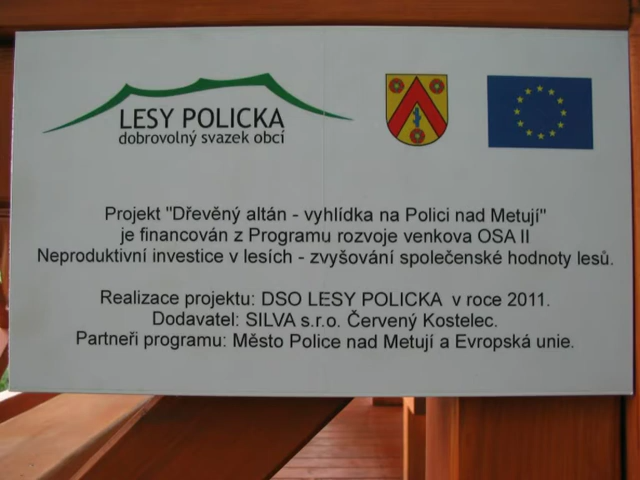 LESY POLICKA
dobrovolný svazek obcí
Projekt "Dřevěný altán - vyhlídka na Polici nad Metují"
je financován z Programu rozvoje venkova OSA II
Neproduktivní investice v lesích - zvyšování společenské hodnoty lesů.
Realizace projektu: DSO LESY POLICKA v roce 2011.
Dodavatel: SILVA s.r.o. Červený Kostelec.
Partneři programu: Město Police nad Metují a Evropská unie.